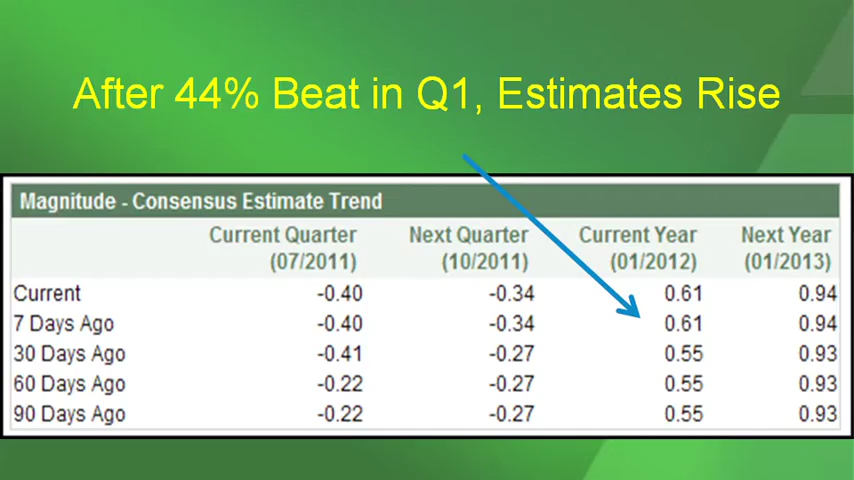 After 44% Beat in Q1, Estimates Rise
Magnitude - Consensus Estimate Trend
Current Quarter Next Quarter Current Year Next Year
(07/2011) (10/2011) (01/2012) (01/2013)
Current -0.40 -0.34 0.61 0.94
7 Days Ago -0.40 -0.34 0.61 0.94
30 Days Ago -0.41 -0.27 0.55 0.93
60 Days Ago -0.22 -0.27 0.55 0.93
90 Days Ago -0.22 -0.27 0.55 0.93